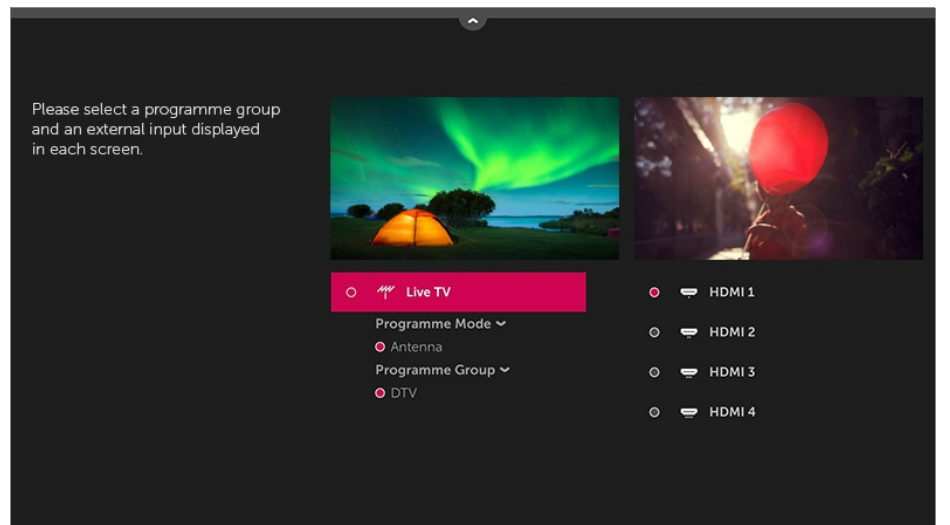 Please select a programme group
and an external input displayed
in each screen.
Live TV
Programme Mode
Antenna
Programme Group
DTV
HDMI 1
HDMI 2
HDMI 3
HDMI 4